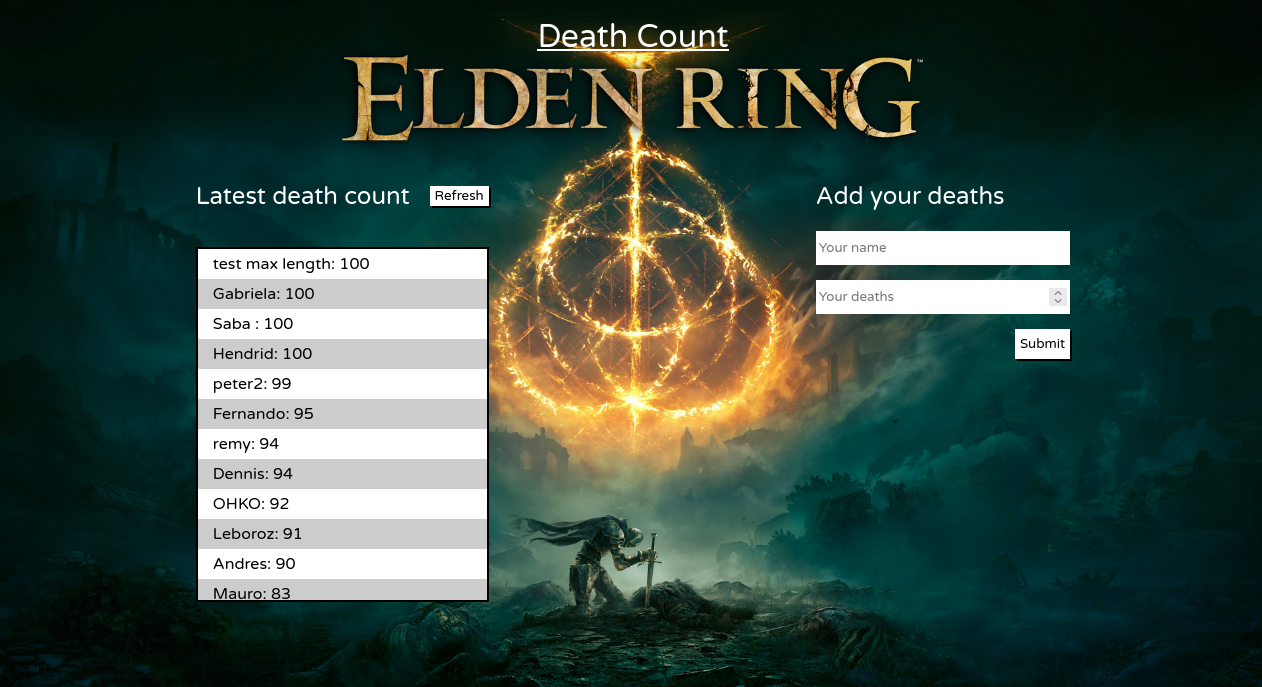 Death Count
ELDEN RING™
Latest death count
Refresh
test max length: 100
Gabriela: 100
Saba : 100
Hendrid: 100
peter2: 99
Fernando: 95
remy: 94
Dennis: 94
OHKO: 92
Leboroz: 91
Andres: 90
Mauro: 83
Add your deaths
Your name
Your deaths
Submit